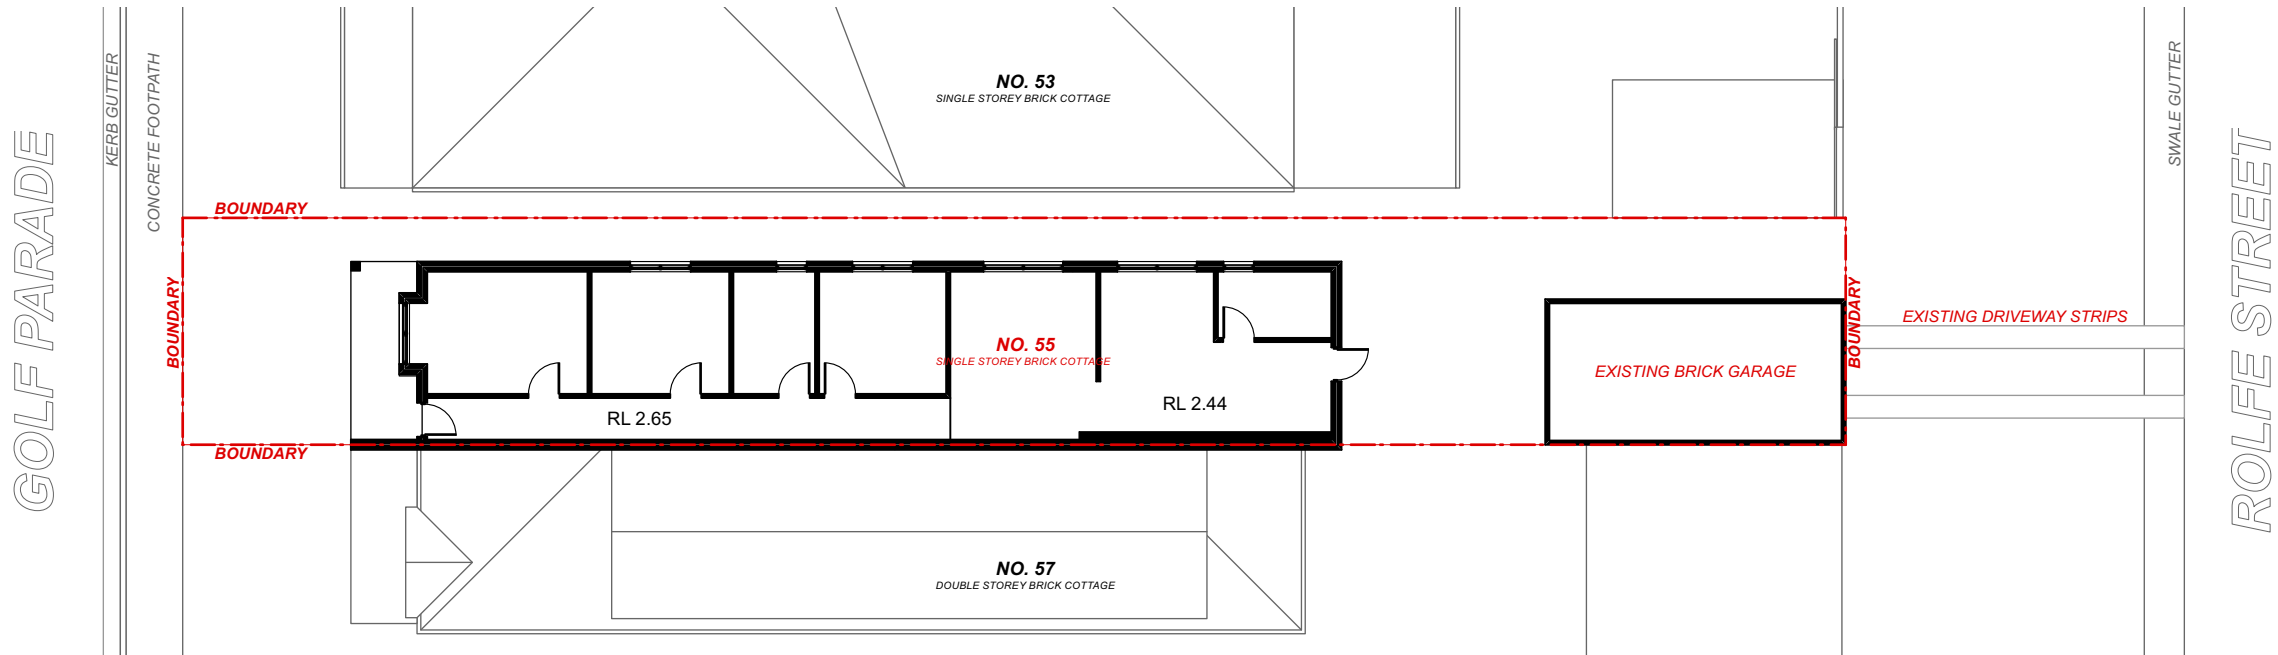 GOLF PARADE
KERB GUTTER
CONCRETE FOOTPATH
NO. 53
SINGLE STOREY BRICK COTTAGE
SWALE GUTTER
ROLFE STREET
BOUNDARY
BOUNDARY
BOUNDARY
BOUNDARY
NO. 55
SINGLE STOREY BRICK COTTAGE
RL 2.65
RL 2.44
EXISTING BRICK GARAGE
EXISTING DRIVEWAY STRIPS
NO. 57
DOUBLE STOREY BRICK COTTAGE